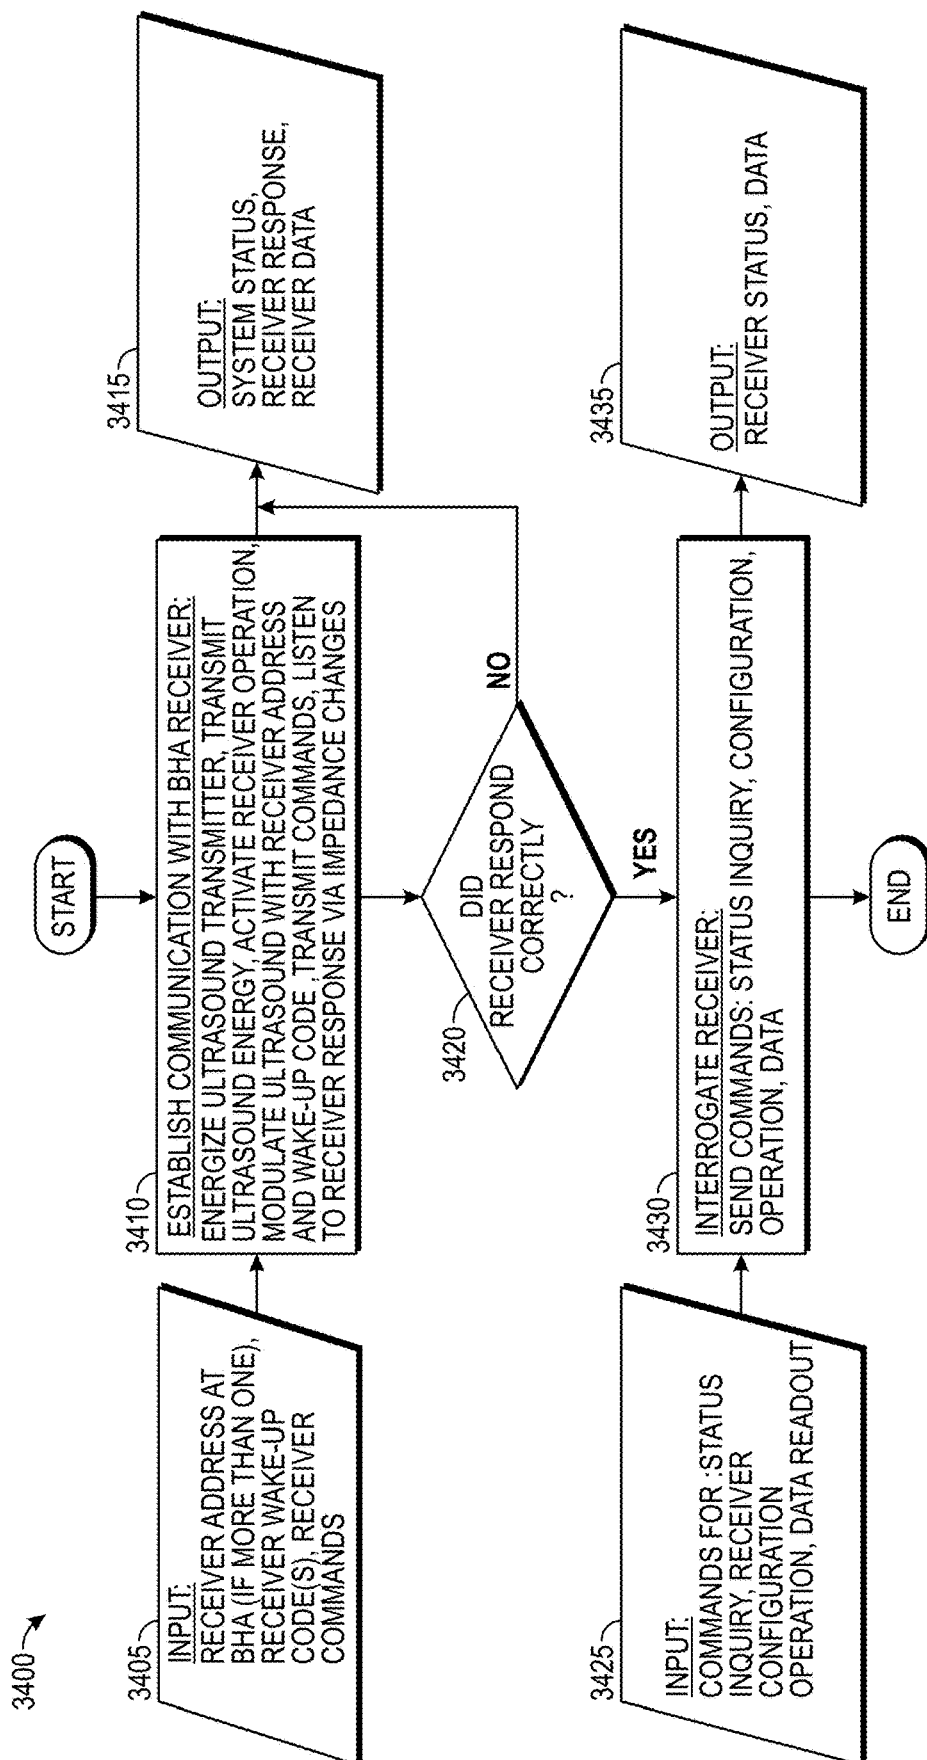 3400
START
3405
INPUT:
RECEIVER ADDRESS AT
BHA (IF MORE THAN ONE),
RECEIVER WAKE-UP
CODE(S), RECEIVER
COMMANDS
3410
ESTABLISH COMMUNICATION WITH BHA RECEIVER:
ENERGIZE ULTRASOUND TRANSMITTER, TRANSMIT
ULTRASOUND ENERGY, ACTIVATE RECEIVER OPERATION,
MODULATE ULTRASOUND WITH RECEIVER ADDRESS
AND WAKE-UP CODE ,TRANSMIT COMMANDS, LISTEN
TO RECEIVER RESPONSE VIA IMPEDANCE CHANGES
3415
OUTPUT:
SYSTEM STATUS,
RECEIVER RESPONSE,
RECEIVER DATA
3420
DID
RECEIVER RESPOND
CORRECTLY
?
NO
YES
3425
INPUT:
COMMANDS FOR :STATUS
INQUIRY, RECEIVER
CONFIGURATION
OPERATION, DATA READOUT
3430
INTERROGATE RECEIVER:
SEND COMMANDS: STATUS INQUIRY, CONFIGURATION,
OPERATION, DATA
3435
OUTPUT:
RECEIVER STATUS, DATA
END